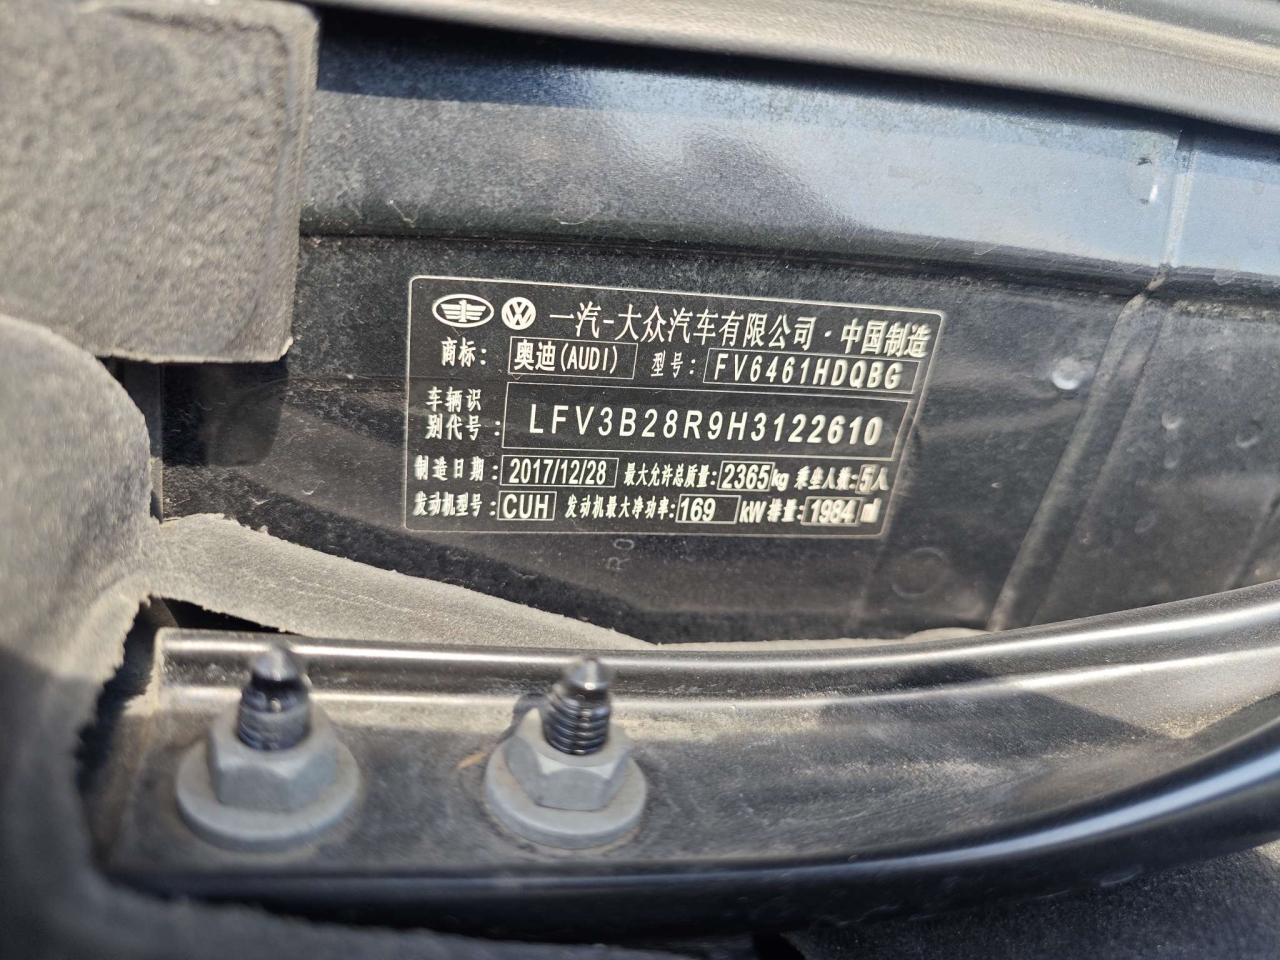 一汽-大众汽车有限公司·中国制造
商标: 奥迪(AUDI) 型号: FV6461HDQBG
车辆识别代号: LFV3B28R9H3122610
制造日期: 2017/12/28 最大允许总质量: 2365kg 乘坐人数: 5人
发动机型号: CUH 发动机最大净功率: 169 kW 排量: 1984 ml